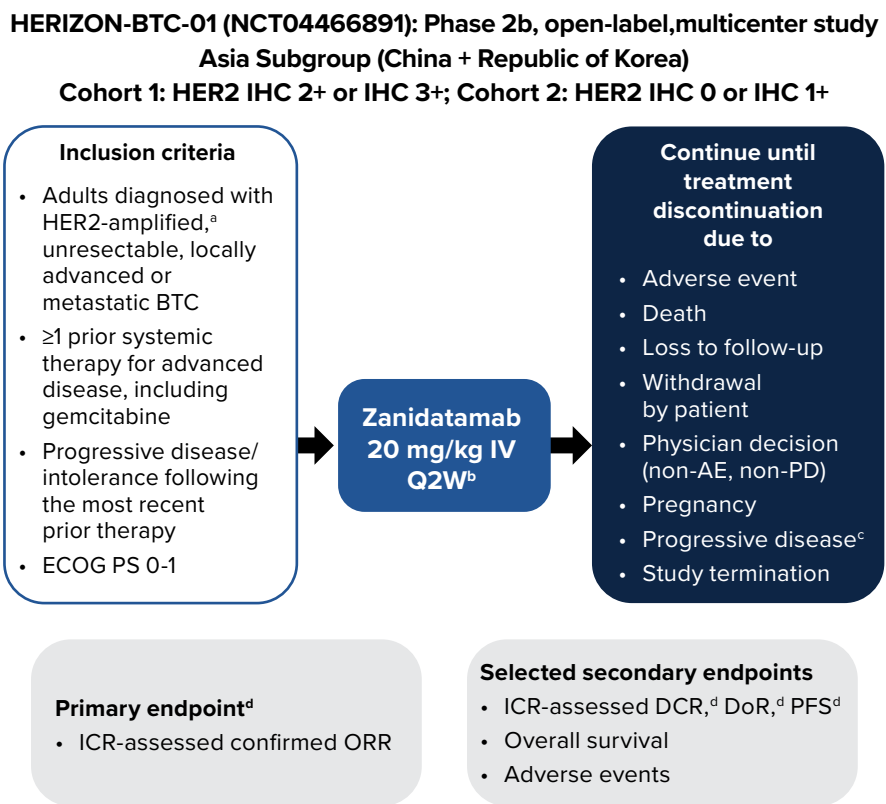 HERIZON-BTC-01 (NCT04466891): Phase 2b, open-label,multicenter study
Asia Subgroup (China + Republic of Korea)
Cohort 1: HER2 IHC 2+ or IHC 3+; Cohort 2: HER2 IHC 0 or IHC 1+
Inclusion criteria
• Adults diagnosed with
HER2-amplified,ᵃ
unresectable, locally
advanced or
metastatic BTC
• ≥1 prior systemic
therapy for advanced
disease, including
gemcitabine
• Progressive disease/
intolerance following
the most recent
prior therapy
• ECOG PS 0-1
Zanidatamab
20 mg/kg IV
Q2Wᵇ
Continue until
treatment
discontinuation
due to
• Adverse event
• Death
• Loss to follow-up
• Withdrawal
by patient
• Physician decision
(non-AE, non-PD)
• Pregnancy
• Progressive diseaseᶜ
• Study termination
Primary endpointᵈ
• ICR-assessed confirmed ORR
Selected secondary endpoints
• ICR-assessed DCR,ᵈ DoR,ᵈ PFSᵈ
• Overall survival
• Adverse events